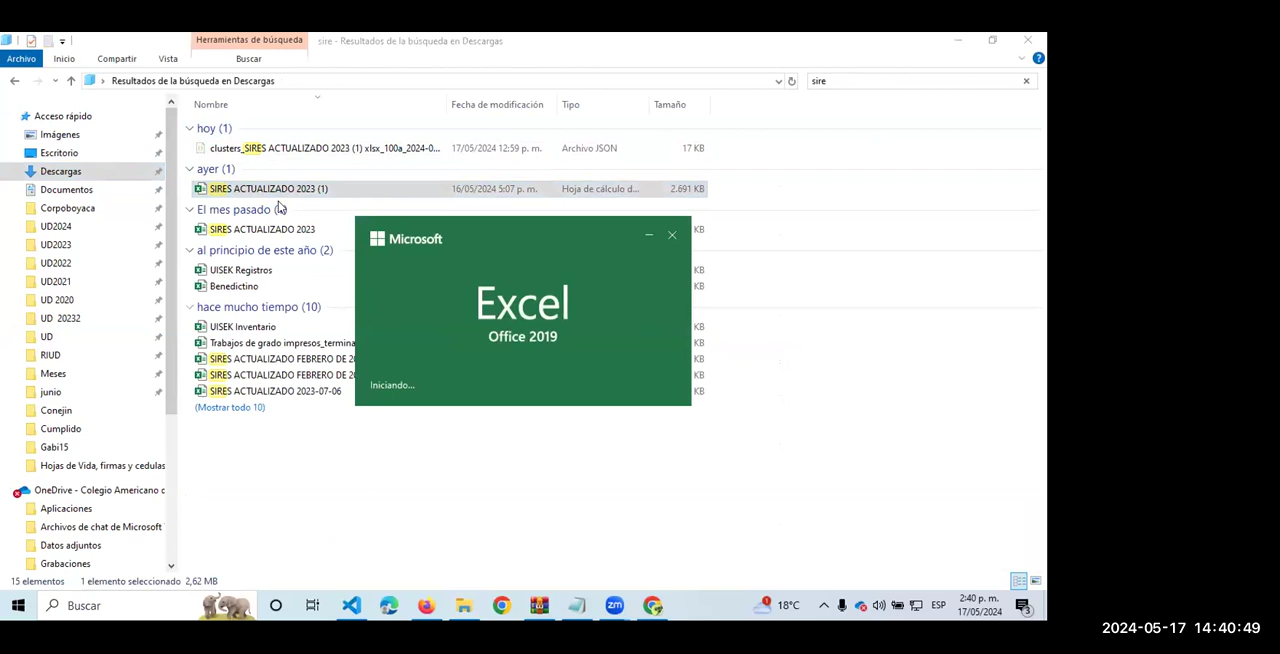 Herramientas de búsqueda
sire - Resultados de la búsqueda en Descargas
Archivo
Inicio
Compartir
Vista
Buscar
Resultados de la búsqueda en Descargas
sire
Acceso rápido
Imágenes
Escritorio
Descargas
Documentos
Corpoboyaca
UD2024
UD2023
UD2022
UD2021
UD 2020
UD 20232
UD
RIUD
Meses
junio
Conejin
Cumplido
Gabi15
Hojas de Vida, firmas y cedulas
OneDrive - Colegio Americano d
Aplicaciones
Archivos de chat de Microsoft
Datos adjuntos
Grabaciones
Nombre
Fecha de modificación
Tipo
Tamaño
hoy (1)
clusters_SIRES ACTUALIZADO 2023 (1) xlsx_100a_2024-0... 17/05/2024 12:59 p. m. Archivo JSON 17 KB
ayer (1)
SIRES ACTUALIZADO 2023 (1) 16/05/2024 5:07 p. m. Hoja de cálculo d... 2.691 KB
El mes pasado (
SIRES ACTUALIZADO 2023 KB
al principio de este año (2)
UISEK Registros KB
Benedictino KB
hace mucho tiempo (10)
UISEK Inventario KB
Trabajos de grado impresos_termina KB
SIRES ACTUALIZADO FEBRERO DE 20 KB
SIRES ACTUALIZADO FEBRERO DE 20 KB
SIRES ACTUALIZADO 2023-07-06 KB
(Mostrar todo 10)
Microsoft
Excel
Office 2019
Iniciando...
15 elementos
1 elemento seleccionado 2,62 MB
Buscar
zm
18°C
ESP
2:40 p. m.
17/05/2024
3
2024-05-17 14:40:49